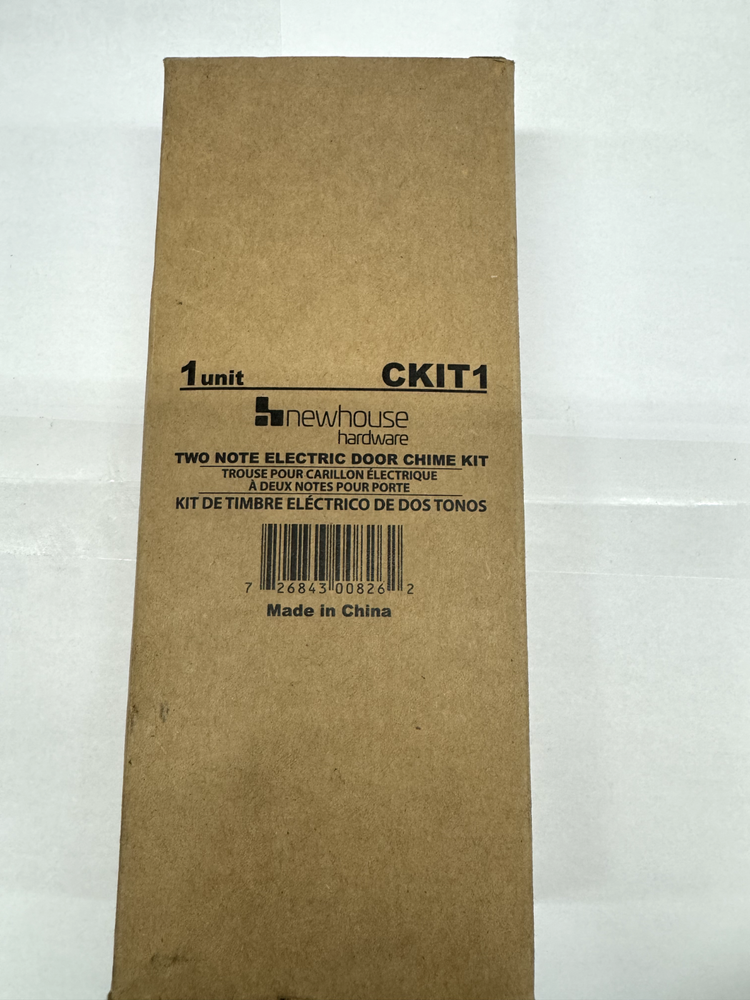 1 unit CKIT1
newhouse
hardware
TWO NOTE ELECTRIC DOOR CHIME KIT
TROUSE POUR CARILLON ÉLECTRIQUE
À DEUX NOTES POUR PORTE
KIT DE TIMBRE ELÉCTRICO DE DOS TONOS
7 26843 00826 2
Made in China